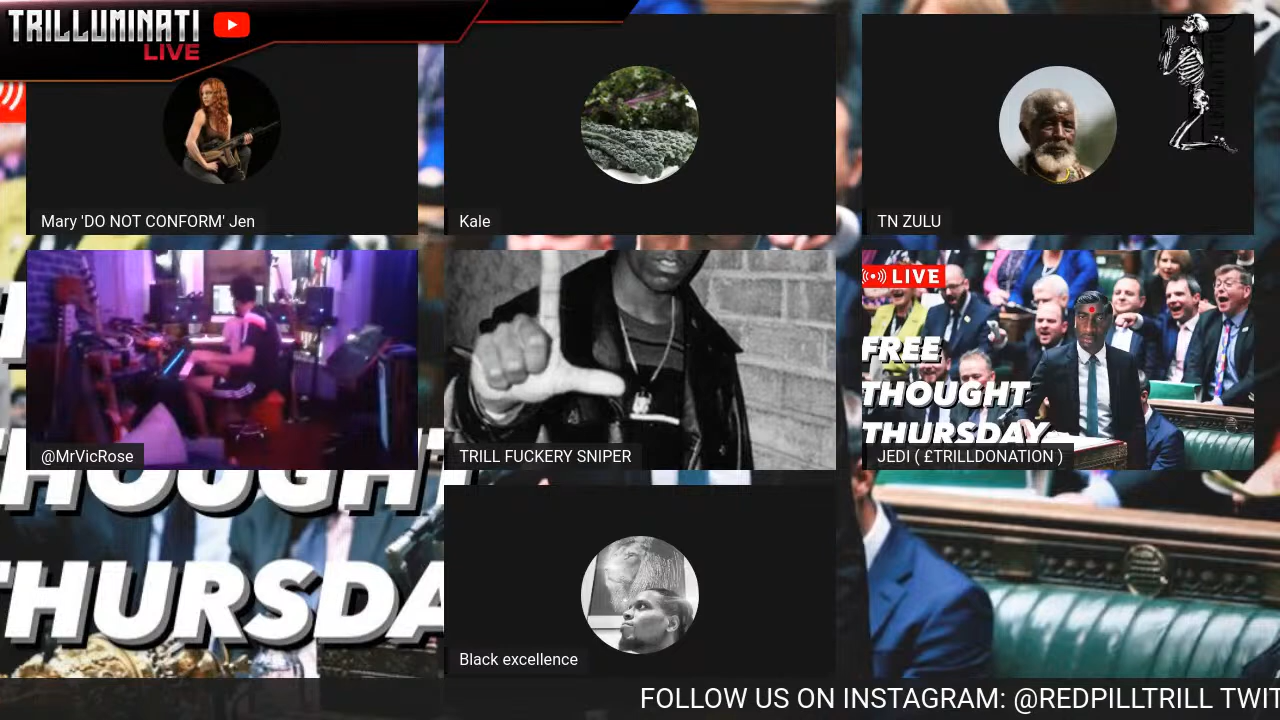 TRILLUMINATI
LIVE
Mary 'DO NOT CONFORM' Jen
Kale
TN ZULU
@MrVicRose
TRILL FUCKERY SNIPER
LIVE
FREE
THOUGHT
THURSDAY
JEDI ( £TRILLDONATION )
HOUGHT
THURSDA
Black excellence
FOLLOW US ON INSTAGRAM: @REDPILLTRILL TWIT